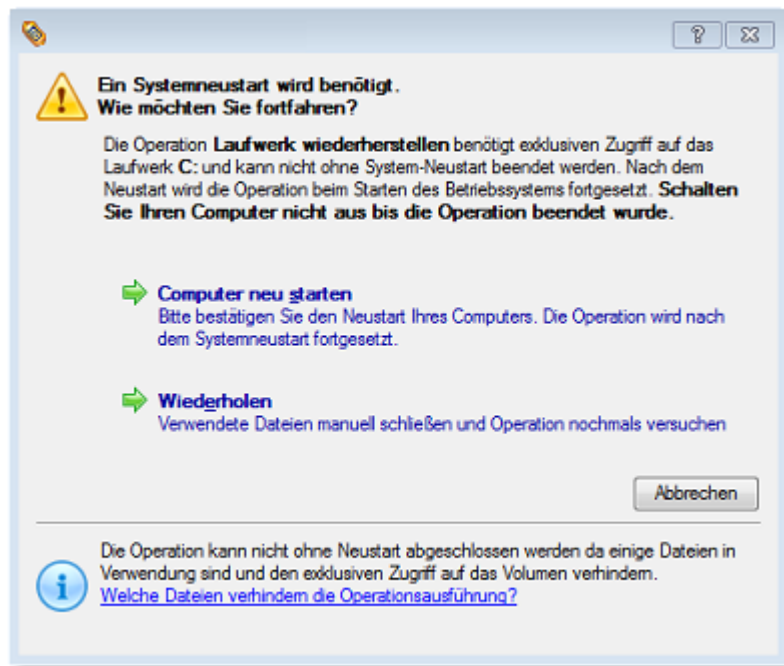 Ein Systemneustart wird benötigt.
Wie möchten Sie fortfahren?
Die Operation Laufwerk wiederherstellen benötigt exklusiven Zugriff auf das
Laufwerk C: und kann nicht ohne System-Neustart beendet werden. Nach dem
Neustart wird die Operation beim Starten des Betriebssystems fortgesetzt. Schalten
Sie Ihren Computer nicht aus bis die Operation beendet wurde.
Computer neu starten
Bitte bestätigen Sie den Neustart Ihres Computers. Die Operation wird nach
dem Systemneustart fortgesetzt.
Wiederholen
Verwendete Dateien manuell schließen und Operation nochmals versuchen
Abbrechen
Die Operation kann nicht ohne Neustart abgeschlossen werden da einige Dateien in
Verwendung sind und den exklusiven Zugriff auf das Volumen verhindern.
Welche Dateien verhindern die Operationsausführung?